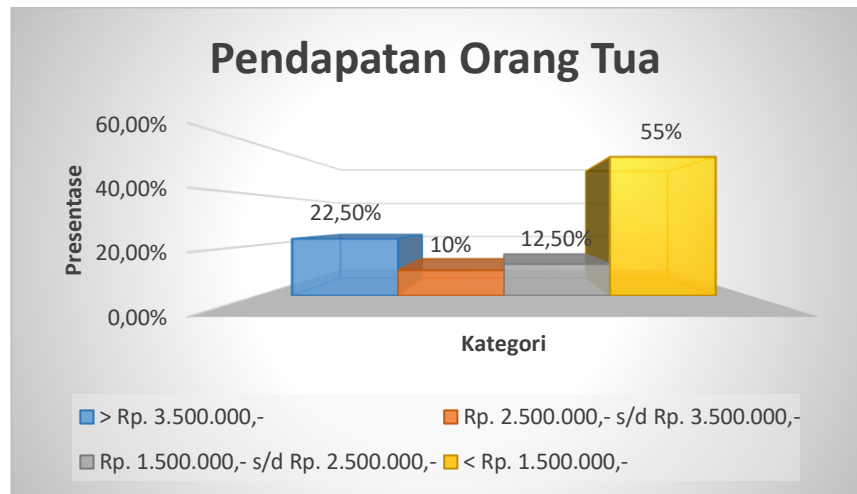 Pendapatan Orang Tua
60,00%
40,00%
20,00%
0,00%
Presentase
22,50%
10%
12,50%
55%
Kategori
> Rp. 3.500.000,-
Rp. 2.500.000,- s/d Rp. 3.500.000,-
Rp. 1.500.000,- s/d Rp. 2.500.000,-
< Rp. 1.500.000,-